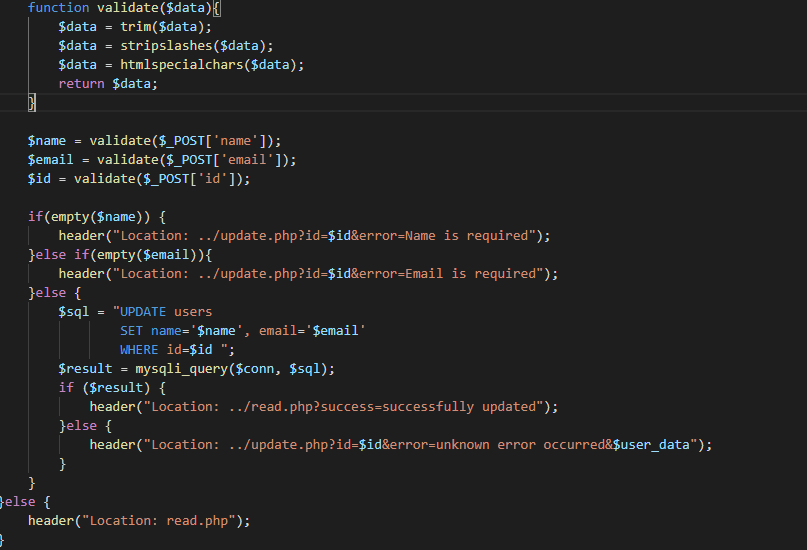 function validate($data){
$data = trim($data);
$data = stripslashes($data);
$data = htmlspecialchars($data);
return $data;
}
$name = validate($_POST['name']);
$email = validate($_POST['email']);
$id = validate($_POST['id']);
if(empty($name)) {
header("Location: ../update.php?id=$id&error=Name is required");
}else if(empty($email)){
header("Location: ../update.php?id=$id&error=Email is required");
}else {
$sql = "UPDATE users
SET name='$name', email='$email'
WHERE id=$id ";
$result = mysqli_query($conn, $sql);
if ($result) {
header("Location: ../read.php?success=successfully updated");
}else {
header("Location: ../update.php?id=$id&error=unknown error occurred&$user_data");
}
}
}else {
header("Location: read.php");
}